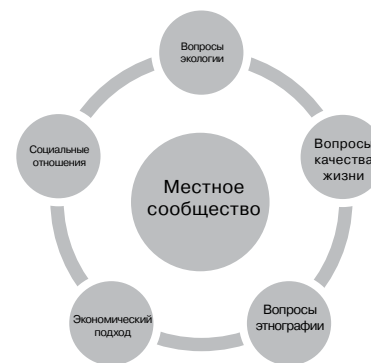 Вопросы
экологии
Социальные
отношения
Вопросы
качества
жизни
Местное
сообщество
Экономический
подход
Вопросы
этнографии